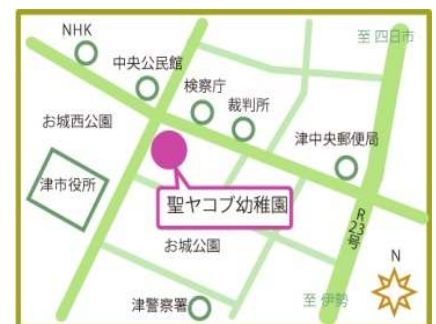 NHK
至 四日市
中央公民館
検察庁
裁判所
お城西公園
津中央郵便局
津市役所
聖ヤコブ幼稚園
R23号
お城公園
N
至 伊勢
津警察署